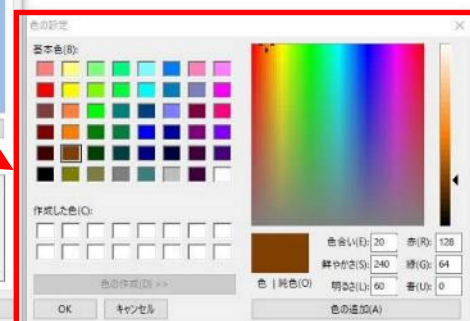 色の設定
基本色(B):
作成した色(C):
色の作成(D) >>
OK キャンセル
色 | 純色(O)
色合い(E): 20 赤(R): 128
鮮やかさ(S): 240 緑(G): 64
明るさ(L): 60 青(U): 0
色の追加(A)